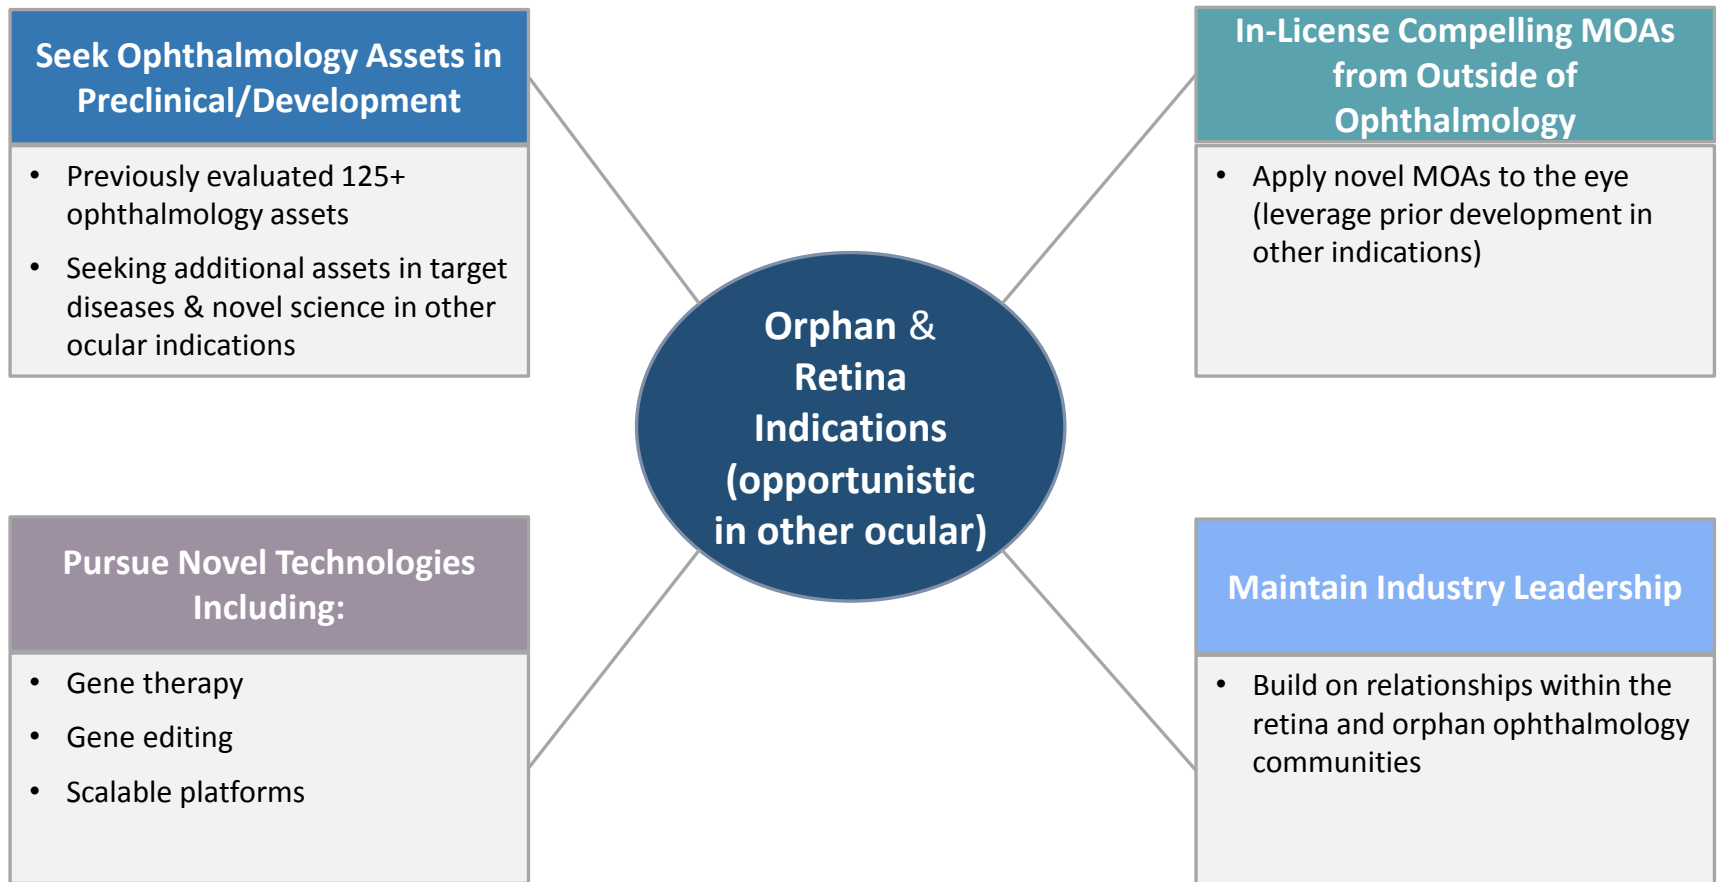 Seek Ophthalmology Assets in
Preclinical/Development
• Previously evaluated 125+
ophthalmology assets
• Seeking additional assets in target
diseases & novel science in other
ocular indications
In-License Compelling MOAs
from Outside of
Ophthalmology
• Apply novel MOAs to the eye
(leverage prior development in
other indications)
Orphan &
Retina
Indications
(opportunistic
in other ocular)
Pursue Novel Technologies
Including:
• Gene therapy
• Gene editing
• Scalable platforms
Maintain Industry Leadership
• Build on relationships within the
retina and orphan ophthalmology
communities